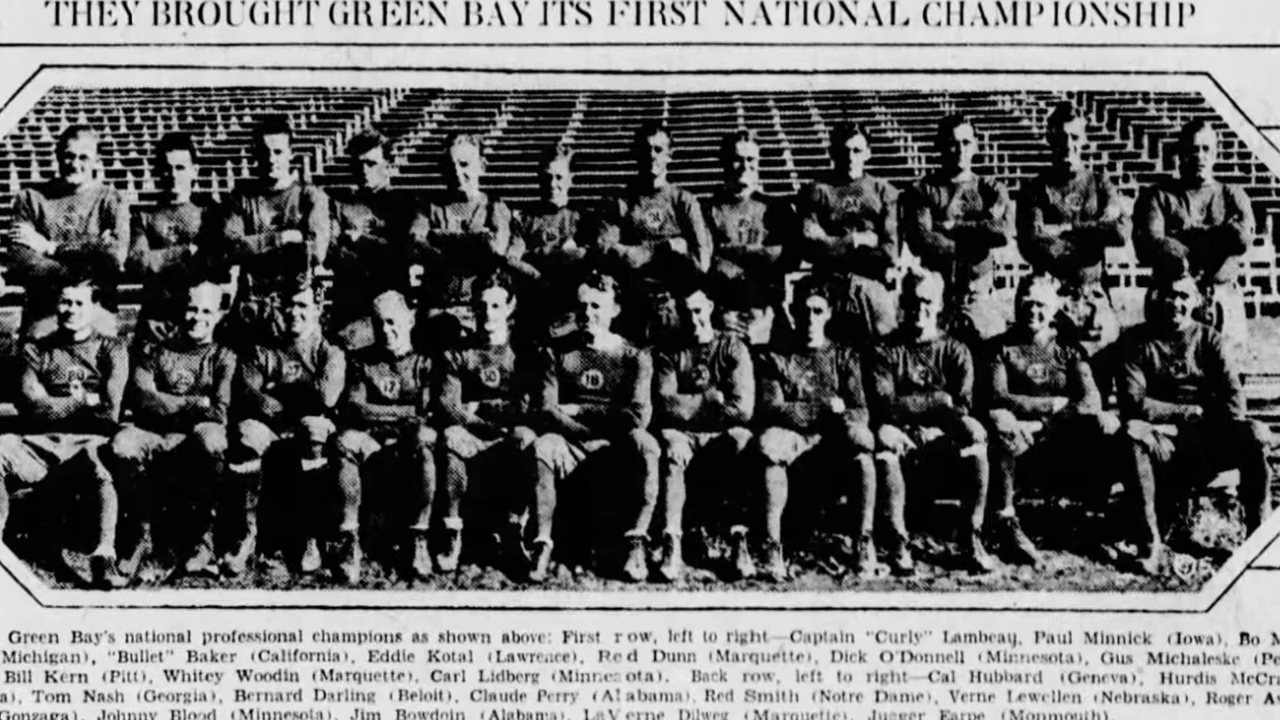 THEY BROUGHT GREEN BAY ITS FIRST NATIONAL CHAMPIONSHIP
20
17
18
Green Bay's national professional champions as shown above: First row, left to right—Captain "Curly" Lambeau, Paul Minnick (Iowa), Bo M
Michigan), "Bullet" Baker (California), Eddie Kotal (Lawrence), Red Dunn (Marquette), Dick O'Donnell (Minnesota), Gus Michaleske (Pe
Bill Kern (Pitt), Whitey Woodin (Marquette), Carl Lidberg (Minnesota). Back row, left to right—Cal Hubbard (Geneva), Hurdis McCra
a), Tom Nash (Georgia), Bernard Darling (Beloit), Claude Perry (Alabama), Red Smith (Notre Dame), Verne Lewellen (Nebraska), Roger A
Gonzaga), Johnny Blood (Minnesota), Jim Bowdoin (Alabama), LaVerne Dilweg (Marquette), Jugger Earpe (Monmouth).